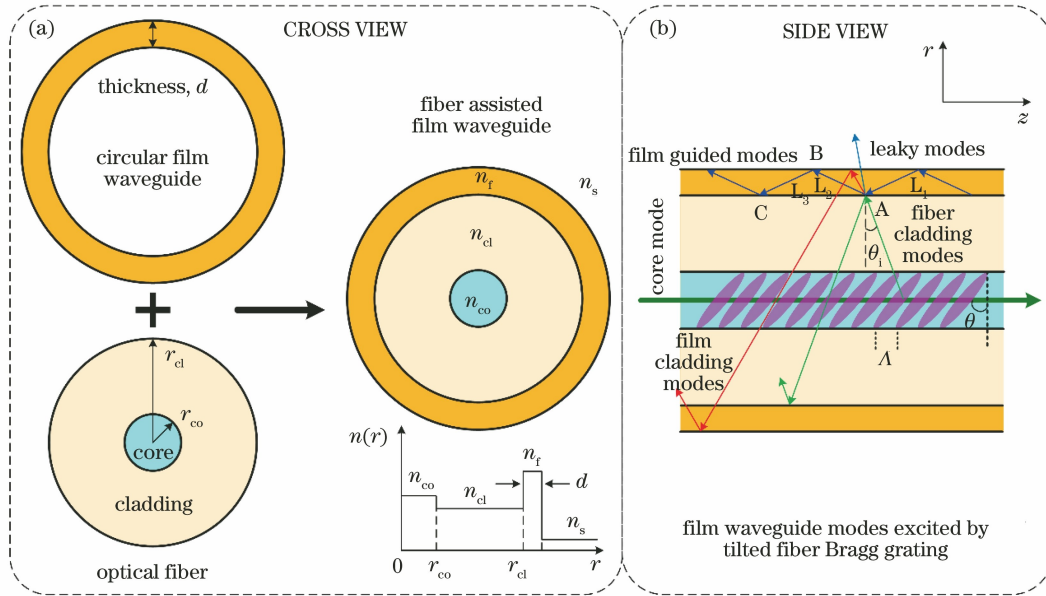 (a)
CROSS VIEW
thickness, d
circular film
waveguide
r_cl
r_co
core
cladding
optical fiber
fiber assisted
film waveguide
n_f
n_s
n_cl
n_co
n(r)
n_co
n_cl
n_f
d
n_s
0
r_co
r_cl
r
(b)
SIDE VIEW
r
z
film guided modes
B
leaky modes
L_3
L_2
L_1
C
A
fiber
cladding
modes
θ_i
core mode
θ
Λ
film
cladding
modes
film waveguide modes excited by
tilted fiber Bragg grating